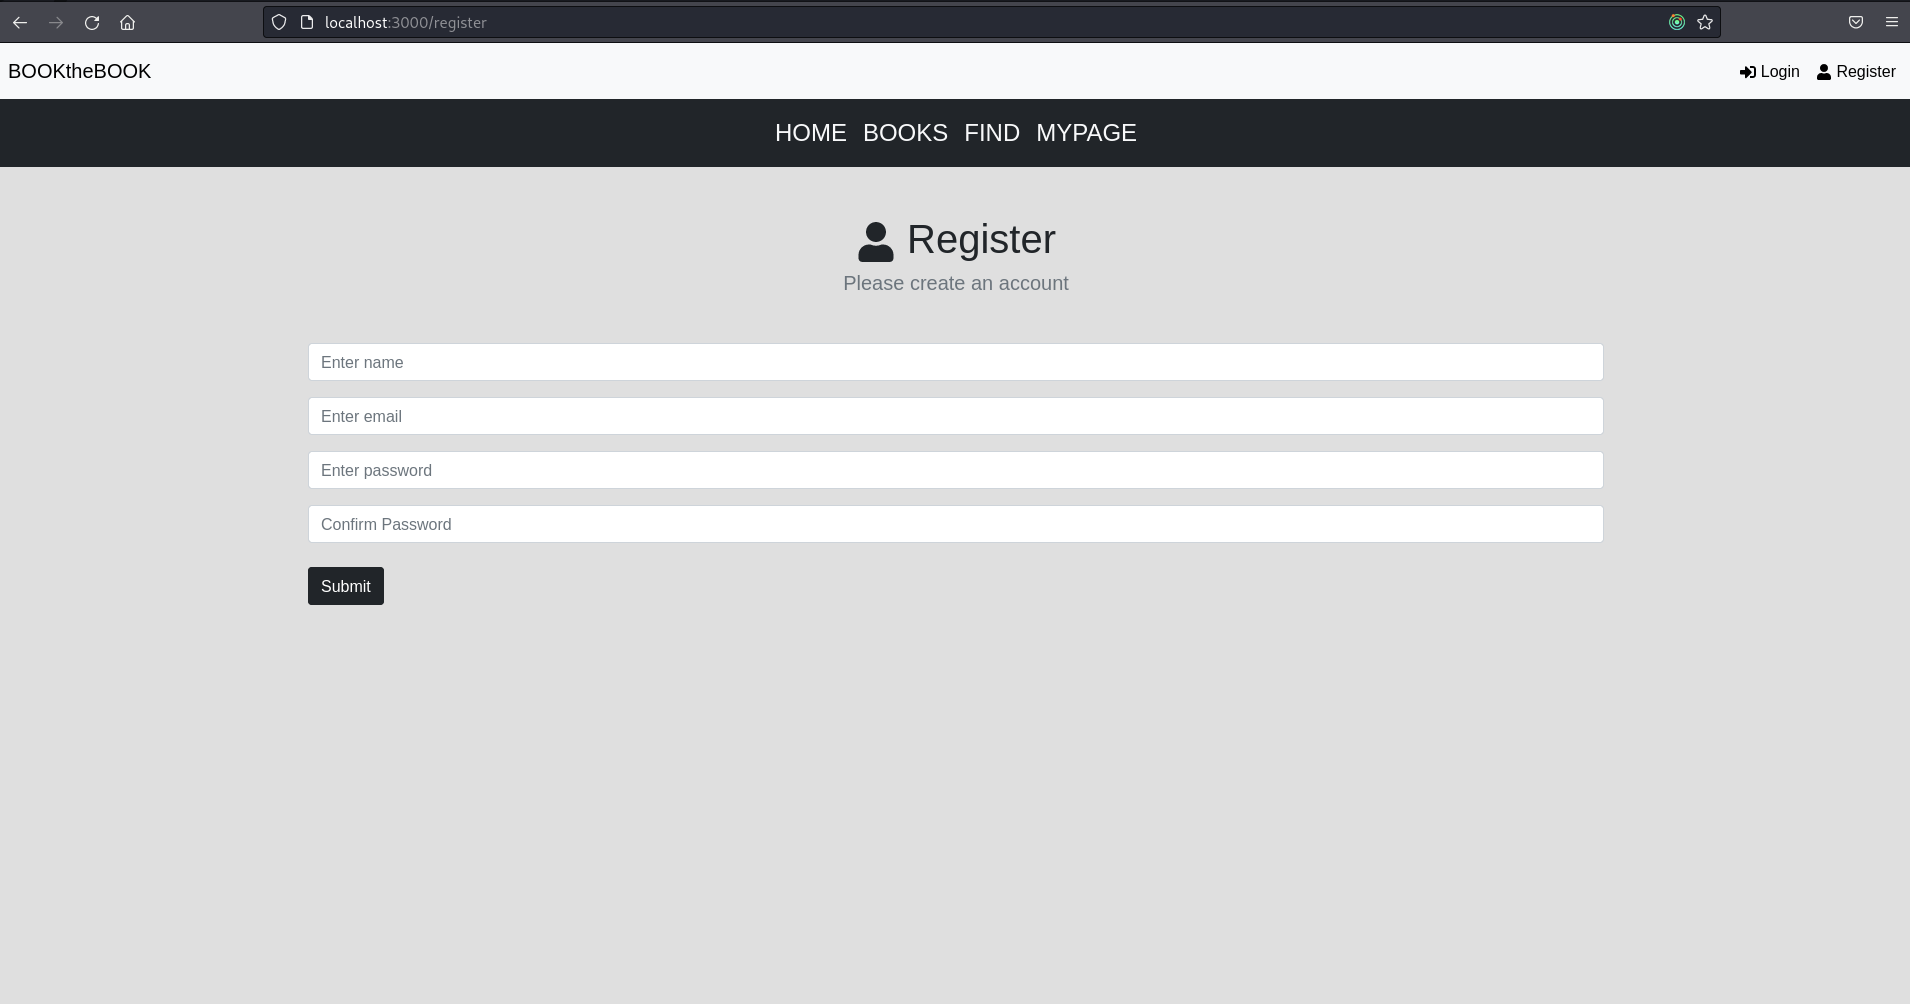 localhost:3000/register
BOOKtheBOOK
Login Register
HOME BOOKS FIND MYPAGE
Register
Please create an account
Enter name
Enter email
Enter password
Confirm Password
Submit